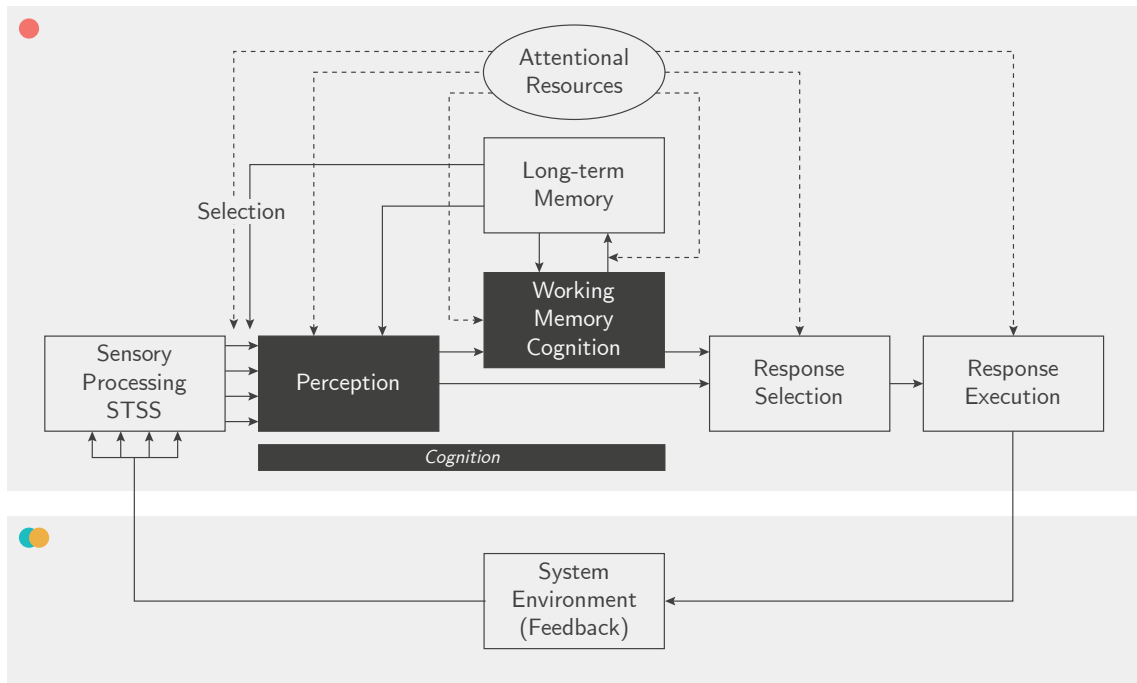 Attentional
Resources
Long-term
Memory
Selection
Working
Memory
Cognition
Sensory
Processing
STSS
Perception
Response
Selection
Response
Execution
Cognition
System
Environment
(Feedback)